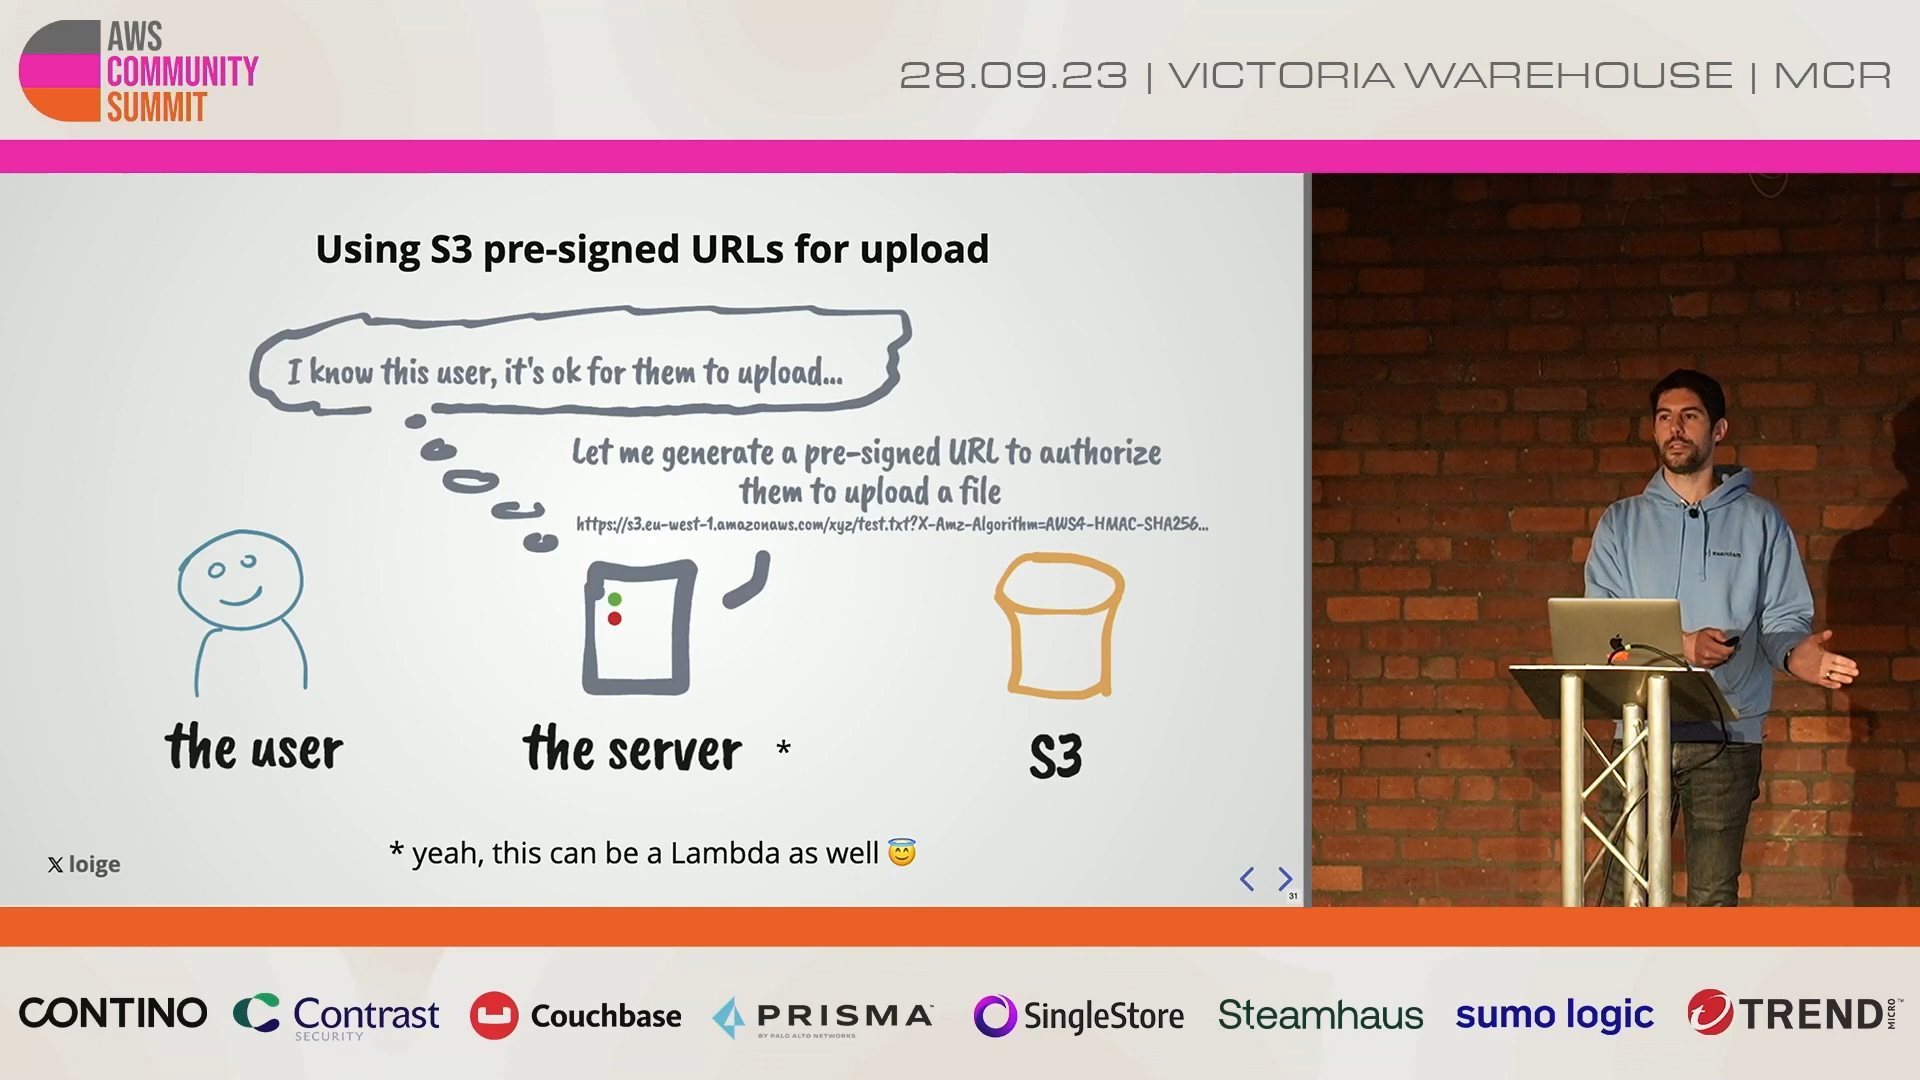 AWS
COMMUNITY
SUMMIT
28.09.23 | VICTORIA WAREHOUSE | MCR
Using S3 pre-signed URLs for upload
I know this user, it's ok for them to upload...
Let me generate a pre-signed URL to authorize
them to upload a file
https://s3.eu-west-1.amazonaws.com/xyz/test.txt?X-Amz-Algorithm=AWS4-HMAC-SHA256...
the user
the server *
S3
* yeah, this can be a Lambda as well 😇
𝕏 loige
31
CONTINO
Contrast
SECURITY
Couchbase
PRISMA™
BY PALO ALTO NETWORKS
SingleStore
Steamhaus
sumo logic
TREND
MICRO™